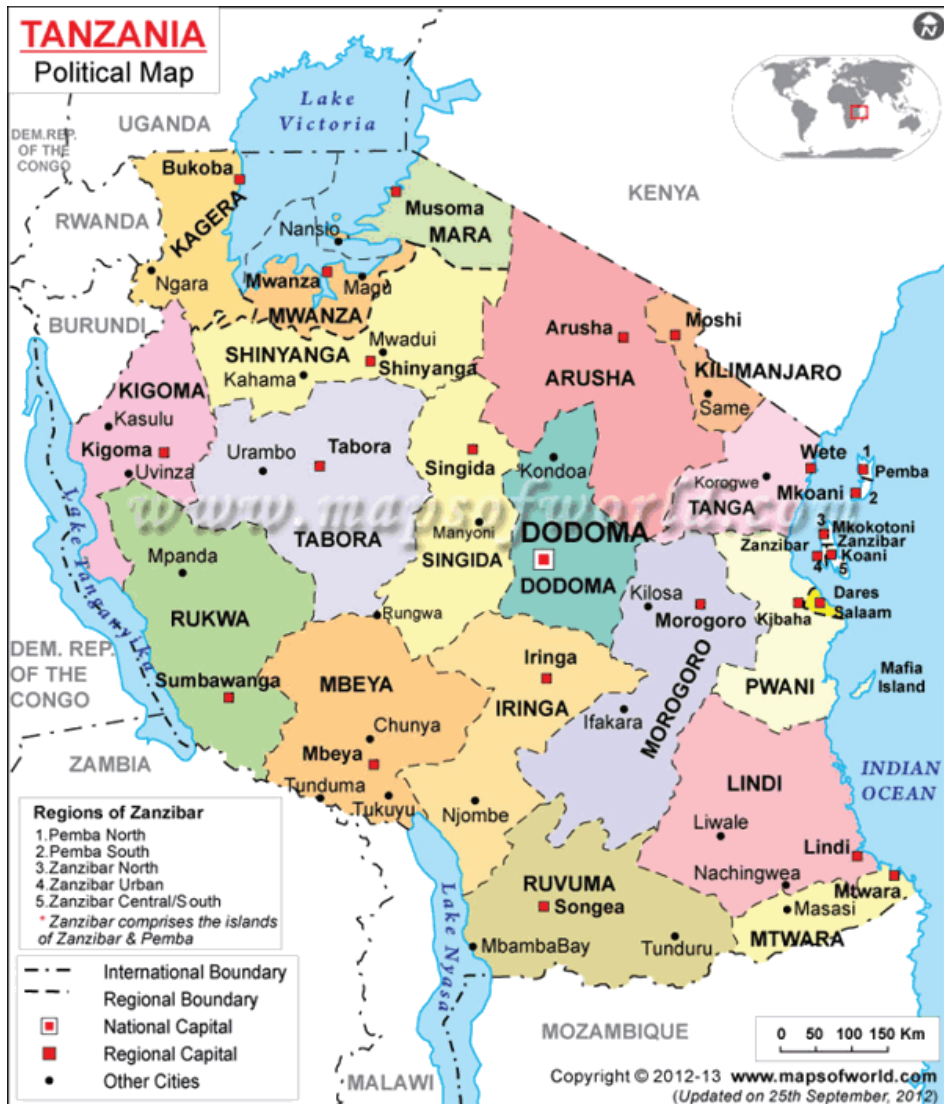 TANZANIA
Political Map
N
Lake
Victoria
UGANDA
DEM.REP.
OF THE
CONGO
Bukoba
KENYA
RWANDA
KAGERA
Musoma
MARA
Nansio
Ngara
Mwanza
Magu
MWANZA
BURUNDI
Arusha
Moshi
SHINYANGA
Mwadui
Shinyanga
Kahama
ARUSHA
KILIMANJARO
KIGOMA
Same
Kasulu
Kigoma
Uvinza
Urambo
Tabora
Singida
Kondoa
Wete
1
Pemba
Korogwe
Mkoani
2
TANGA
www.mapsofworld.com
Lake Tanganyika
TABORA
Manyoni
SINGIDA
DODOMA
DODOMA
3
Mkokotoni
Zanzibar
Zanzibar
Koani
4
5
Mpanda
RUKWA
Rungwa
Kilosa
Morogoro
Kjbaha
Dares
Salaam
DEM. REP.
OF THE
CONGO
Sumbawanga
MBEYA
Iringa
IRINGA
MOROGORO
PWANI
Mafia
Island
Ifakara
Chunya
Mbeya
ZAMBIA
Tunduma
Tukuyu
Njombe
LINDI
INDIAN
OCEAN
Liwale
Lindi
Nachingwea
Mtwara
Masasi
MTWARA
RUVUMA
Songea
MbambaBay
Tunduru
Lake Nyasa
Regions of Zanzibar
1.Pemba North
2.Pemba South
3.Zanzibar North
4.Zanzibar Urban
5.Zanzibar Central/South
* Zanzibar comprises the islands
of Zanzibar & Pemba
International Boundary
Regional Boundary
National Capital
Regional Capital
Other Cities
MALAWI
MOZAMBIQUE
0 50 100 150 Km
Copyright © 2012-13 www.mapsofworld.com
(Updated on 25th September, 2012)